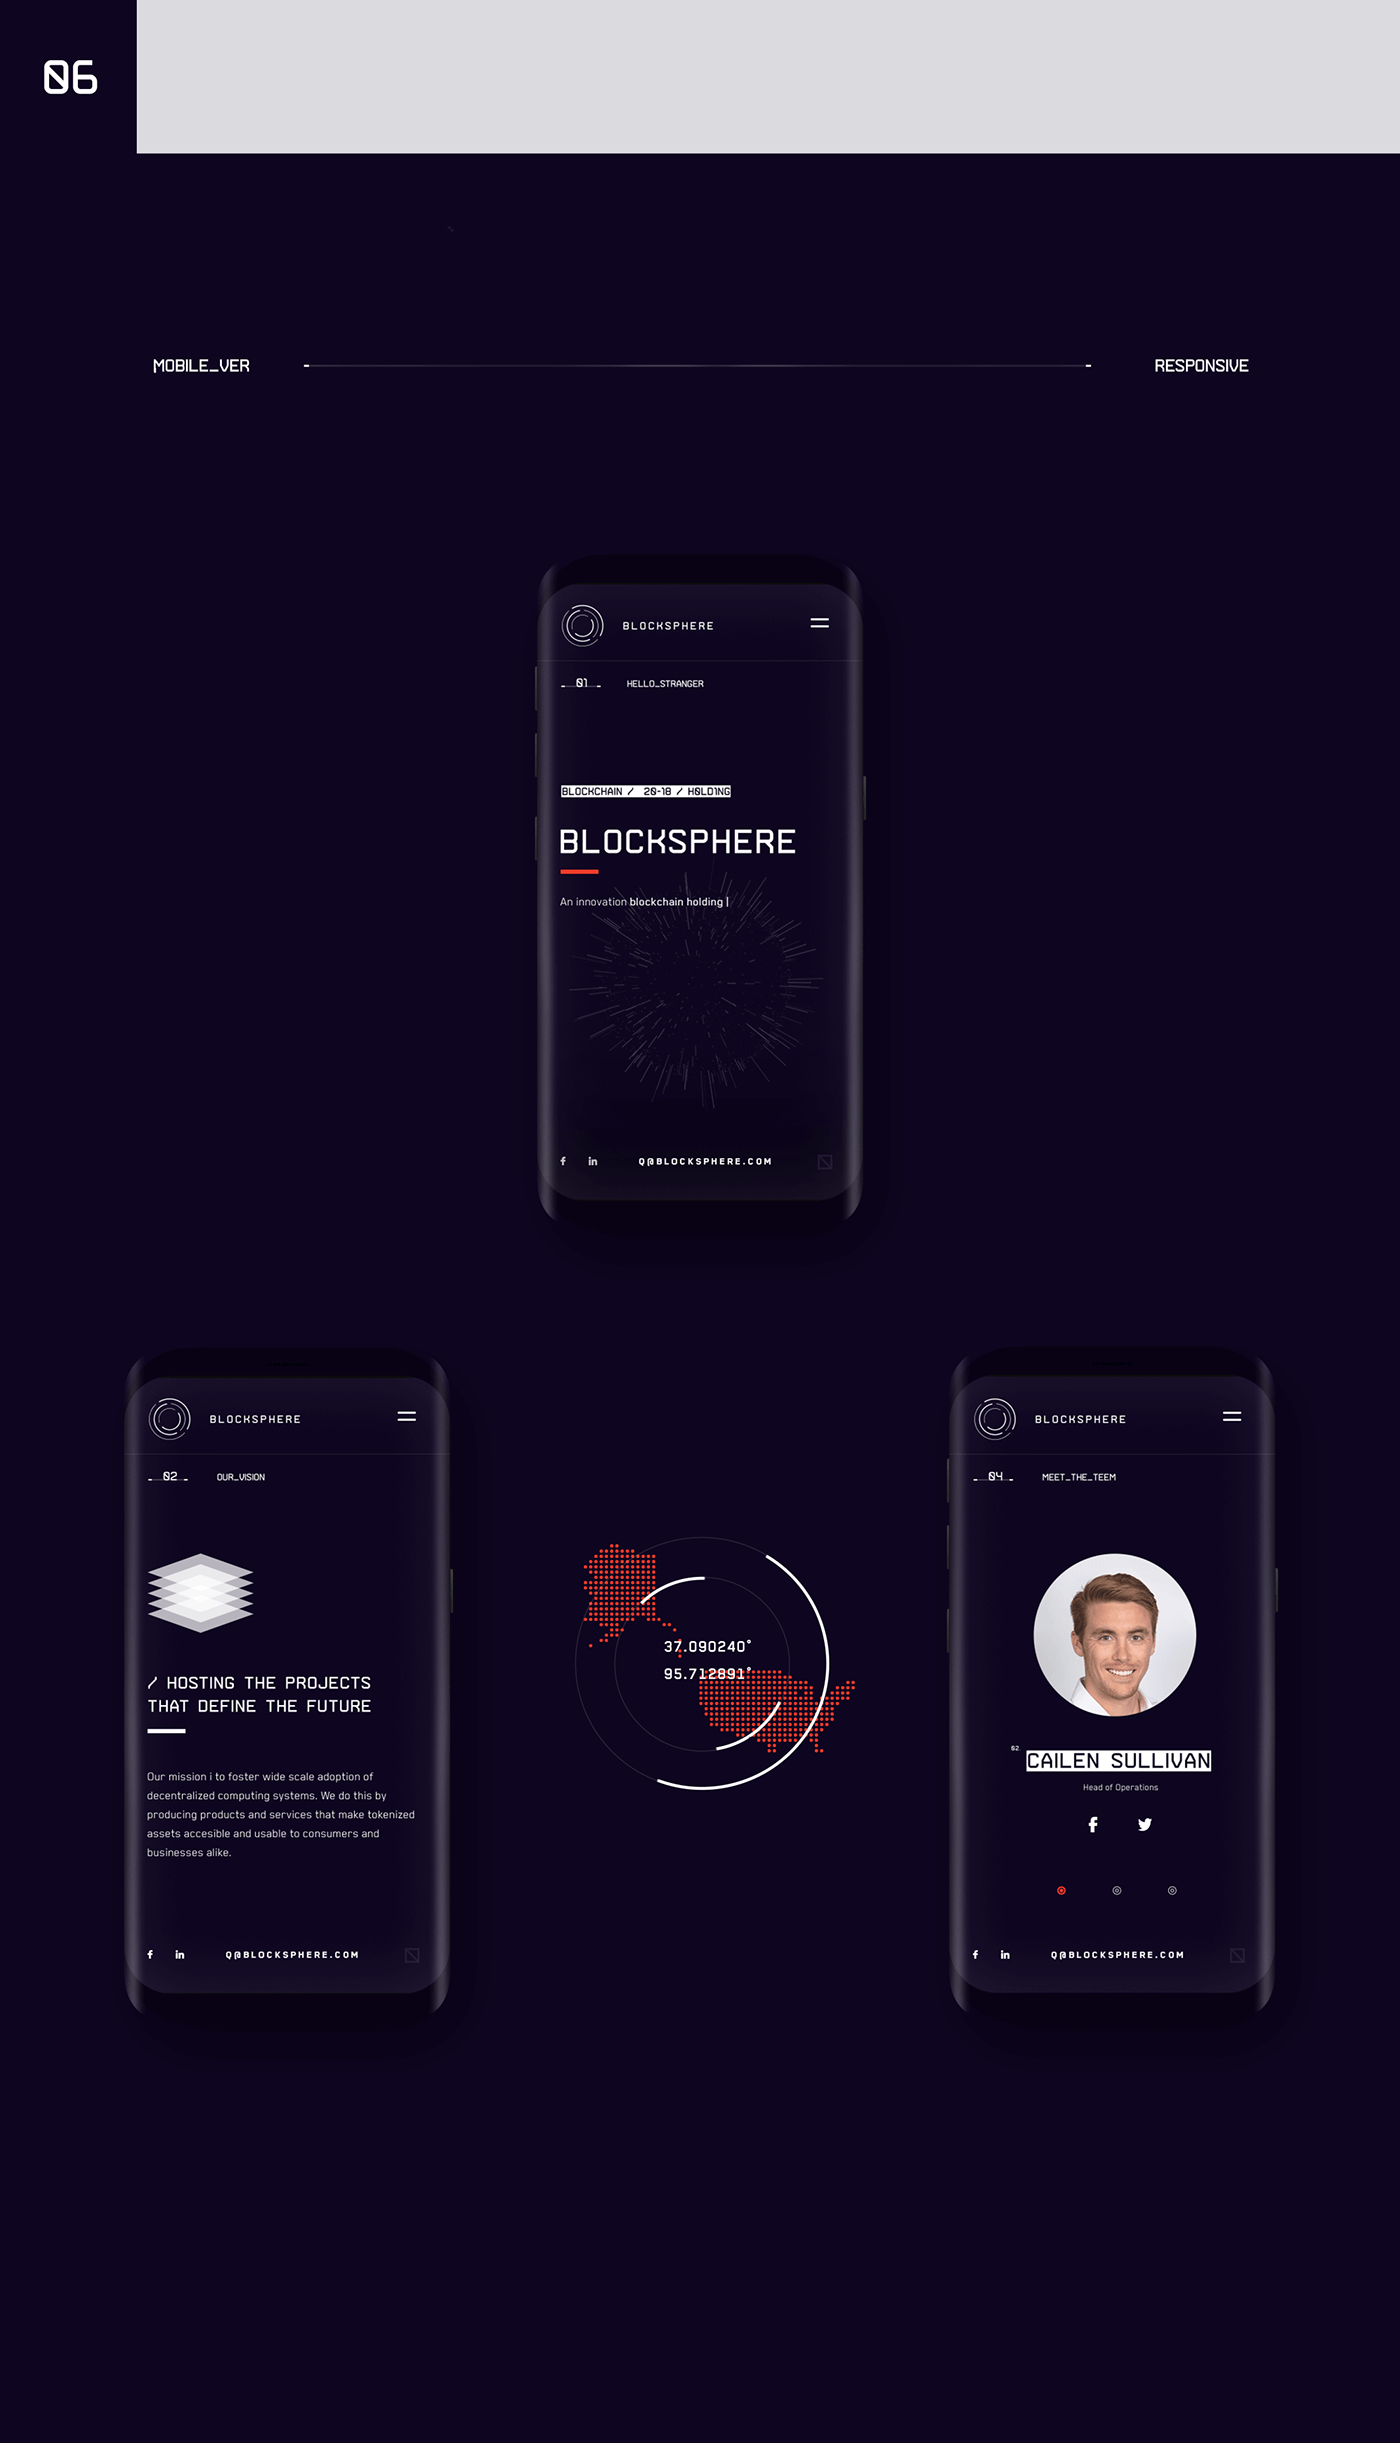 06
MOBILE_VER
RESPONSIVE
BLOCKSPHERE
01
HELLO_STRANGER
BLOCKCHAIN / 20-18 / HOLDING
BLOCKSPHERE
An innovation blockchain holding |
f in Q@BLOCKSPHERE.COM
BLOCKSPHERE
02
OUR_VISION
/ HOSTING THE PROJECTS
THAT DEFINE THE FUTURE
Our mission i to foster wide scale adoption of
decentralized computing systems. We do this by
producing products and services that make tokenized
assets accesible and usable to consumers and
businesses alike.
f in Q@BLOCKSPHERE.COM
37.090240°
95.712891°
BLOCKSPHERE
04
MEET_THE_TEEM
02
CAILEN SULLIVAN
Head of Operations
f
f in Q@BLOCKSPHERE.COM